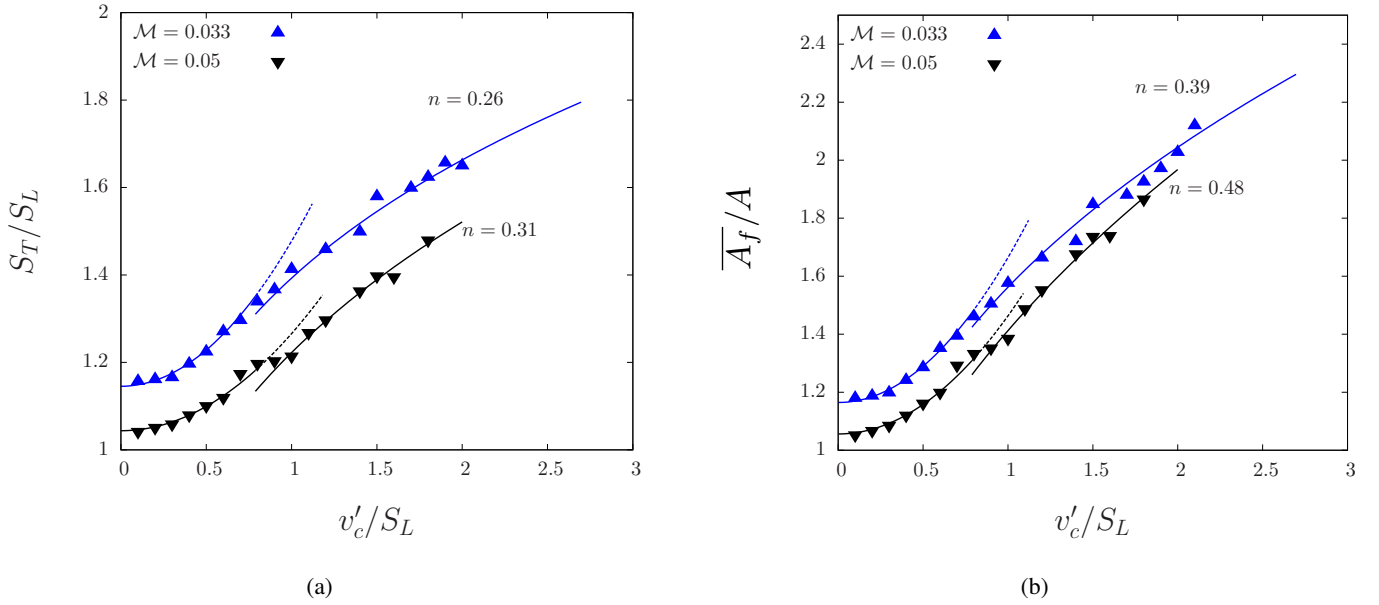 2
1.8
1.6
1.4
1.2
1
0
0.5
1
1.5
2
2.5
3
S_T/S_L
v′_c/S_L
ℳ = 0.033
ℳ = 0.05
n = 0.26
n = 0.31
(a)
2.4
2.2
2
1.8
1.6
1.4
1.2
1
0
0.5
1
1.5
2
2.5
3
A̅_f/A
v′_c/S_L
ℳ = 0.033
ℳ = 0.05
n = 0.39
n = 0.48
(b)